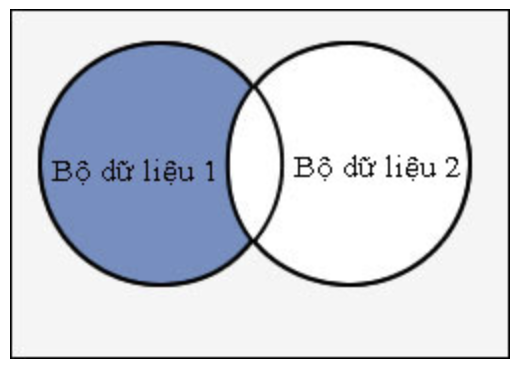 Bộ dữ liệu 1
Bộ dữ liệu 2